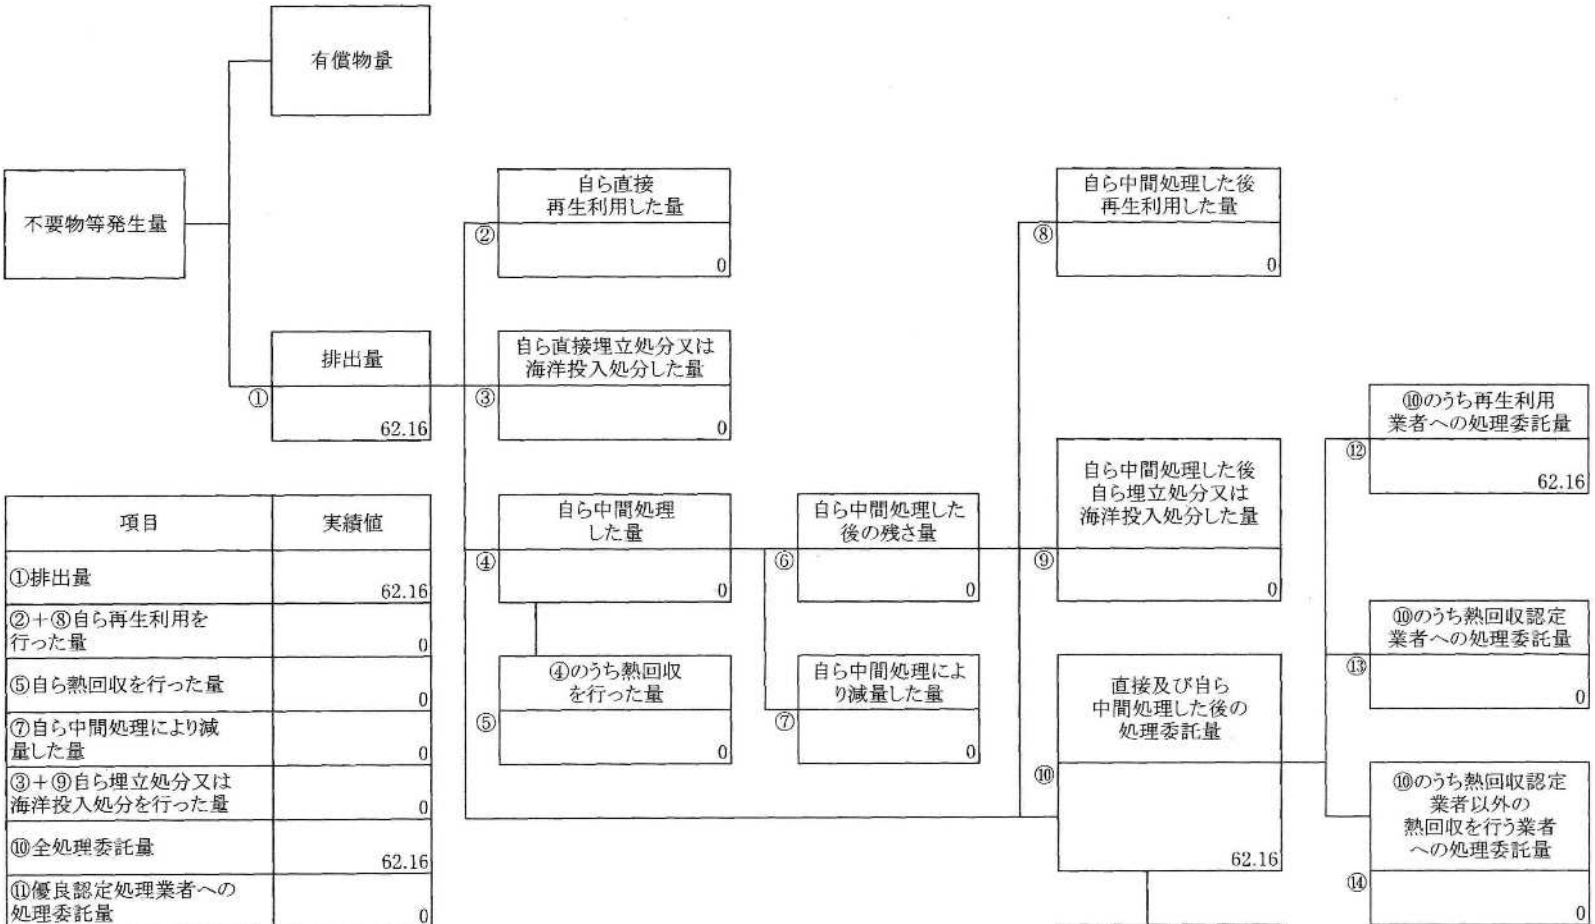 有償物量
不要物等発生量
排出量
①
62.16
自ら直接
再生利用した量
②
0
自ら直接埋立処分又は
海洋投入処分した量
③
0
自ら中間処理
した量
④
0
④のうち熱回収
を行った量
⑤
0
自ら中間処理した
後の残さ量
⑥
0
自ら中間処理によ
り減量した量
⑦
0
自ら中間処理した後
再生利用した量
⑧
0
自ら中間処理した後
自ら埋立処分又は
海洋投入処分した量
⑨
0
直接及び自ら
中間処理した後の
処理委託量
⑩
62.16
⑩のうち再生利用
業者への処理委託量
⑫
62.16
⑩のうち熱回収認定
業者への処理委託量
⑬
0
⑩のうち熱回収認定
業者以外の
熱回収を行う業者
への処理委託量
⑭
0
項目 実績値
①排出量
62.16
②+⑧自ら再生利用を
行った量
0
⑤自ら熱回収を行った量
0
⑦自ら中間処理により減
量した量
0
③+⑨自ら埋立処分又は
海洋投入処分を行った量
0
⑩全処理委託量
62.16
⑪優良認定処理業者への
処理委託量
0